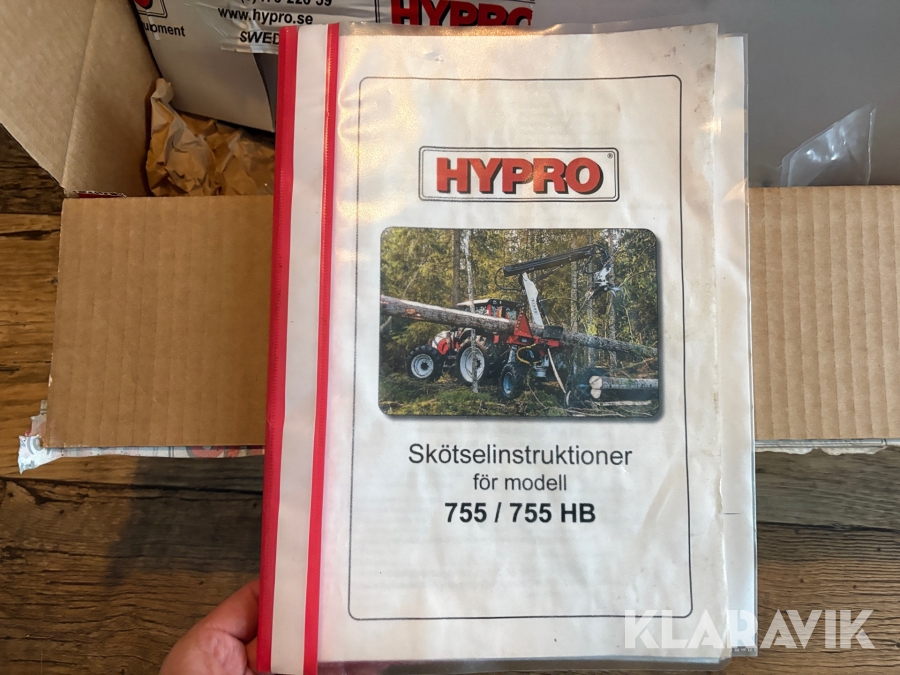 www.hypro.se
SWED
HYPRO
HYPRO®
Skötselinstruktioner
för modell
755 / 755 HB
KLARAVIK